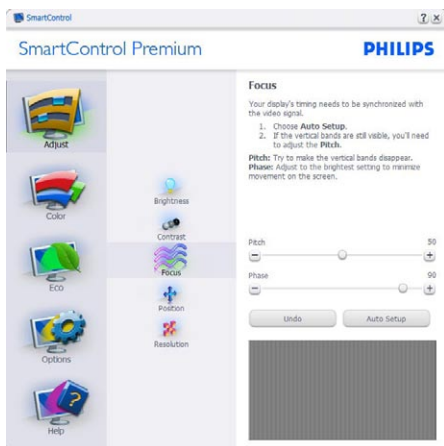 SmartControl
SmartControl Premium
PHILIPS
Adjust
Color
Eco
Options
Help
Brightness
Contrast
Focus
Position
Resolution
Focus
Your display's timing needs to be synchronized with
the video signal.
1. Choose Auto Setup.
2. If the vertical bands are still visible, you'll need
to adjust the Pitch.
Pitch: Try to make the vertical bands disappear.
Phase: Adjust to the brightest setting to minimize
movement on the screen.
Pitch 50
Phase 90
Undo Auto Setup